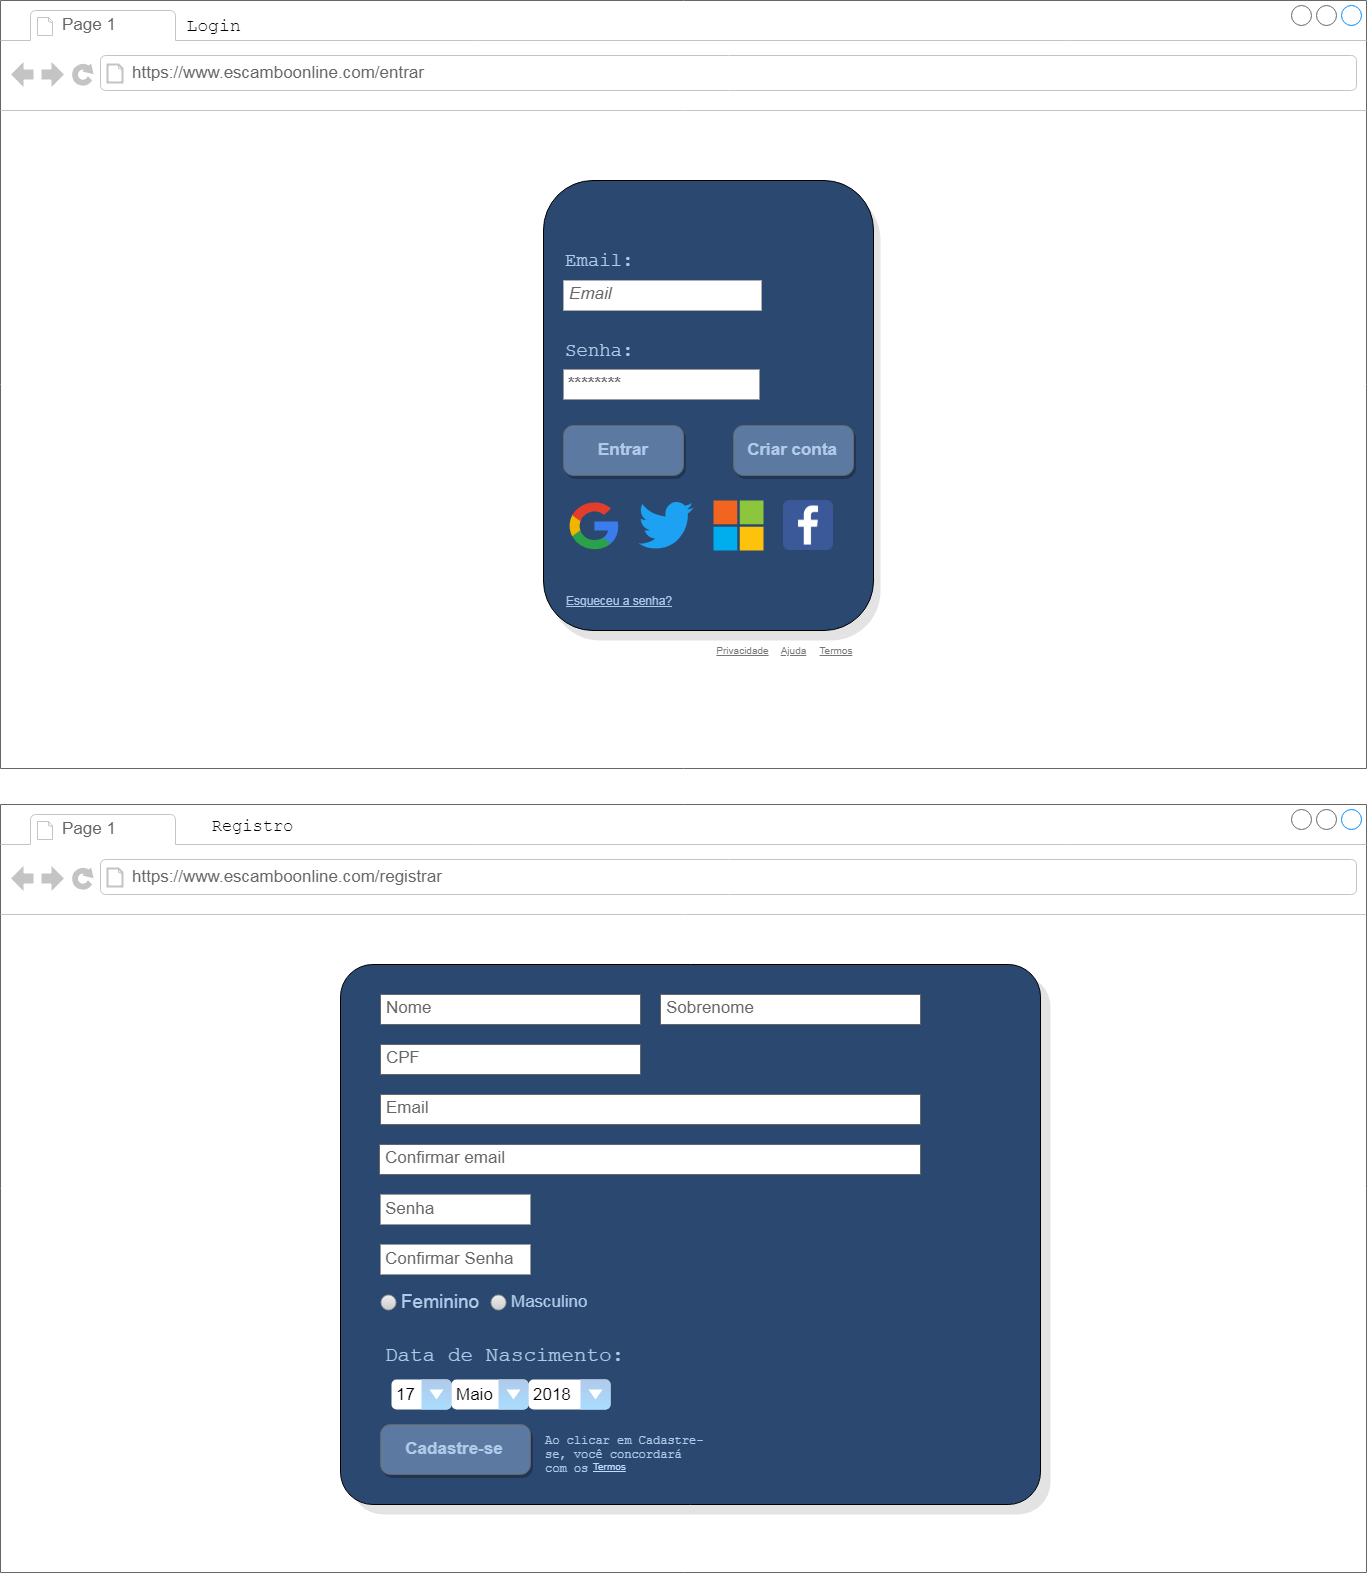 Page 1
Login
https://www.escamboonline.com/entrar
Email:
Email
Senha:
********
Entrar
Criar conta
Esqueceu a senha?
Privacidade Ajuda Termos
Page 1
Registro
https://www.escamboonline.com/registrar
Nome
Sobrenome
CPF
Email
Confirmar email
Senha
Confirmar Senha
Feminino
Masculino
Data de Nascimento:
17 Maio 2018
Cadastre-se
Ao clicar em Cadastre-
se, você concordará
com os Termos